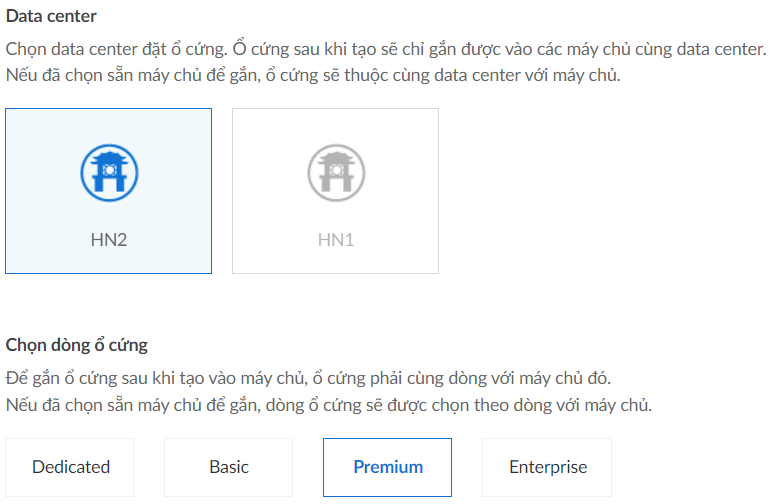 Data center
Chọn data center đặt ổ cứng. Ổ cứng sau khi tạo sẽ chỉ gắn được vào các máy chủ cùng data center.
Nếu đã chọn sẵn máy chủ để gắn, ổ cứng sẽ thuộc cùng data center với máy chủ.
HN2
HN1
Chọn dòng ổ cứng
Để gắn ổ cứng sau khi tạo vào máy chủ, ổ cứng phải cùng dòng với máy chủ đó.
Nếu đã chọn sẵn máy chủ để gắn, dòng ổ cứng sẽ được chọn theo dòng với máy chủ.
Dedicated
Basic
Premium
Enterprise